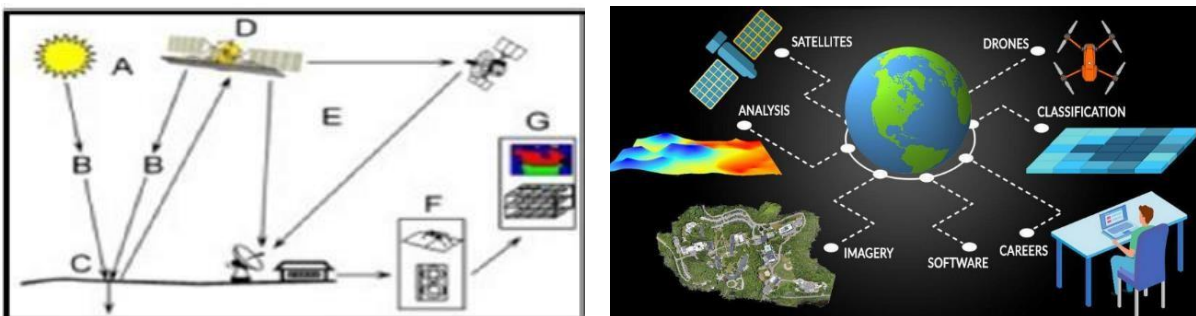 D
A
E
G
B B
F
C
SATELLITES
DRONES
ANALYSIS
CLASSIFICATION
IMAGERY
SOFTWARE
CAREERS